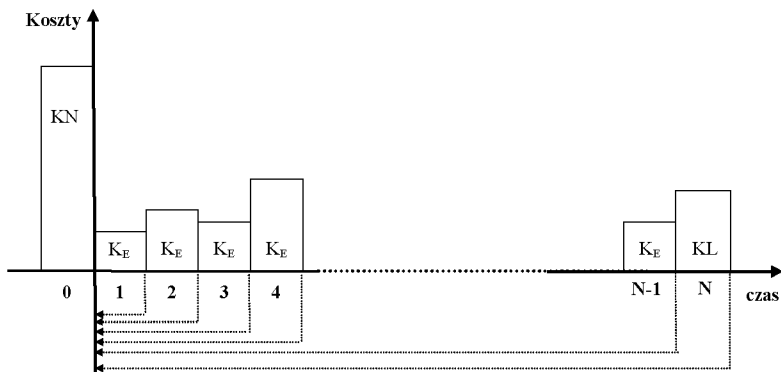 Koszty
KN
K_E K_E K_E K_E K_E KL
0 1 2 3 4 N-1 N czas